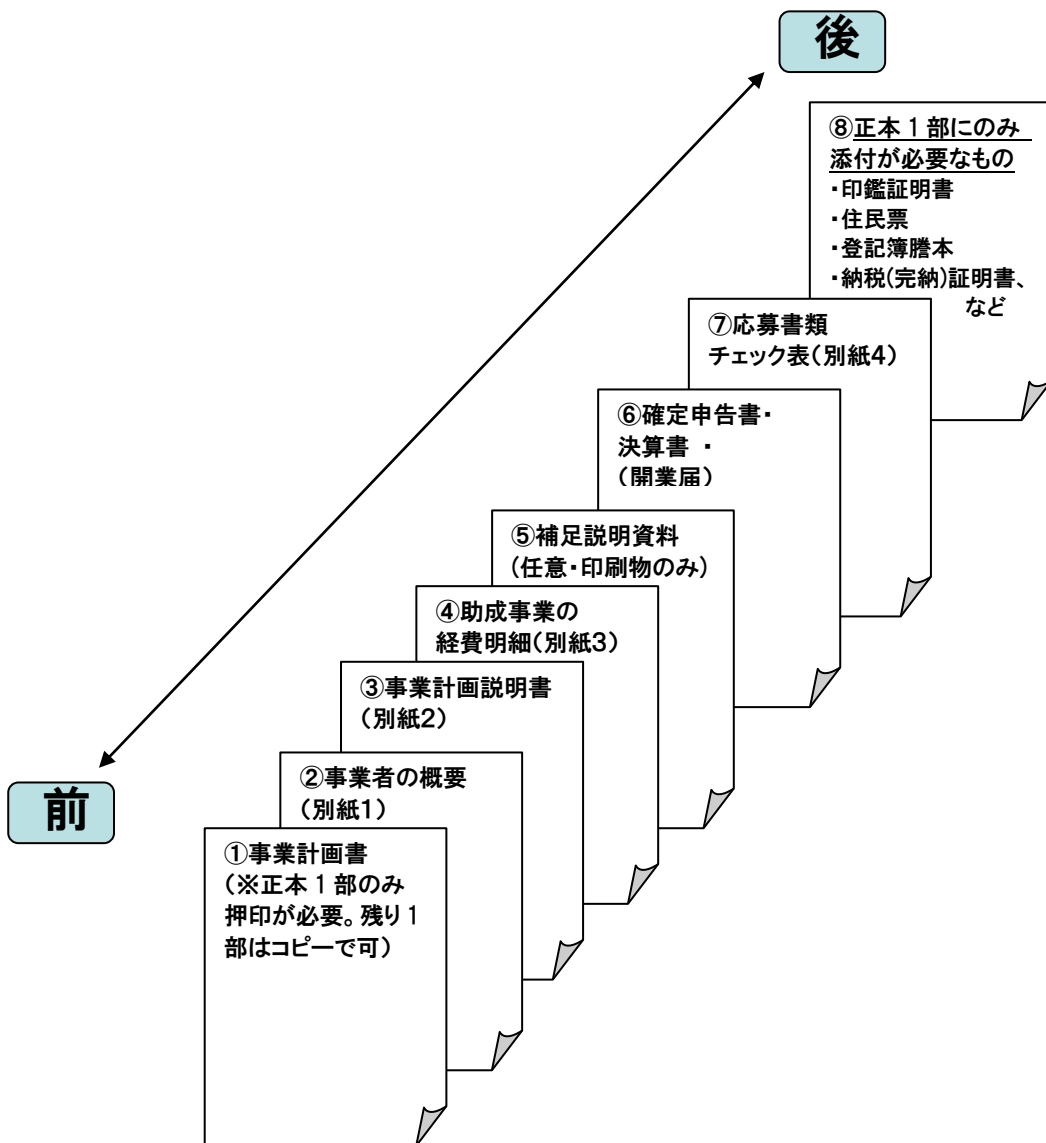 後
⑧正本１部にのみ
添付が必要なもの
・印鑑証明書
・住民票
・登記簿謄本
・納税(完納)証明書、
など
⑦応募書類
チェック表(別紙4)
⑥確定申告書・
決算書 ・
(開業届)
⑤補足説明資料
(任意・印刷物のみ)
④助成事業の
経費明細(別紙3)
③事業計画説明書
(別紙2)
②事業者の概要
(別紙1)
前
①事業計画書
(※正本１部のみ
押印が必要。残り１
部はコピーで可)